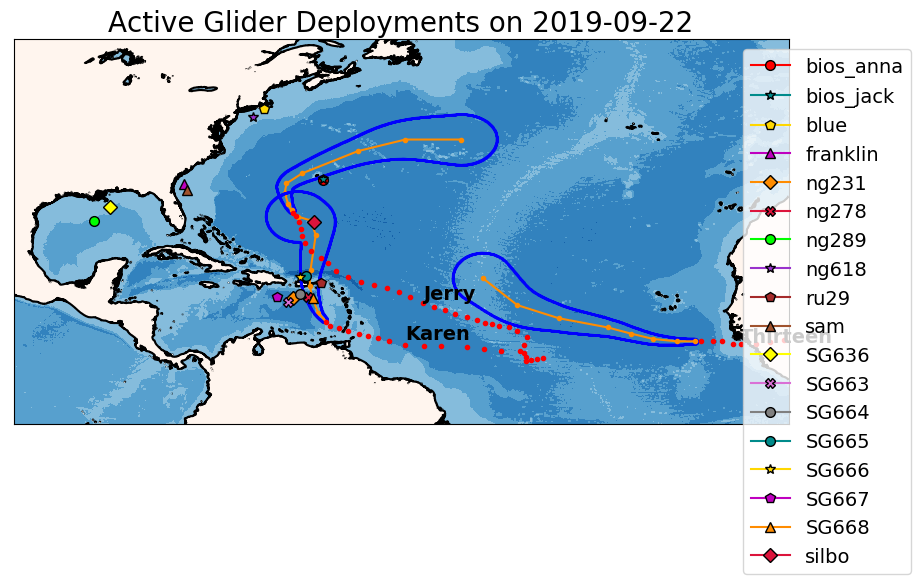 Active Glider Deployments on 2019-09-22
bios_anna
bios_jack
blue
franklin
ng231
ng278
ng289
ng618
ru29
sam
SG636
SG663
SG664
SG665
SG666
SG667
SG668
silbo
Jerry
Karen
Thirteen